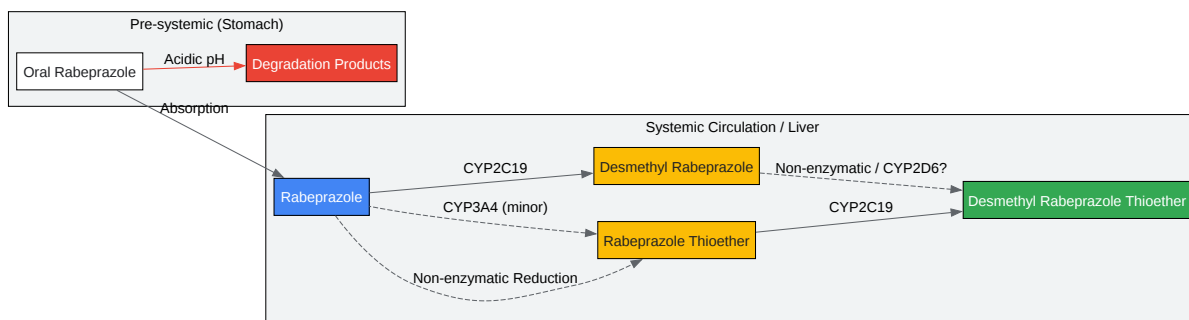 Pre-systemic (Stomach)
Oral Rabeprazole
Acidic pH
Degradation Products
Absorption
Systemic Circulation / Liver
Rabeprazole
CYP2C19
Desmethyl Rabeprazole
Non-enzymatic / CYP2D6?
CYP3A4 (minor)
Rabeprazole Thioether
CYP2C19
Desmethyl Rabeprazole Thioether
Non-enzymatic Reduction